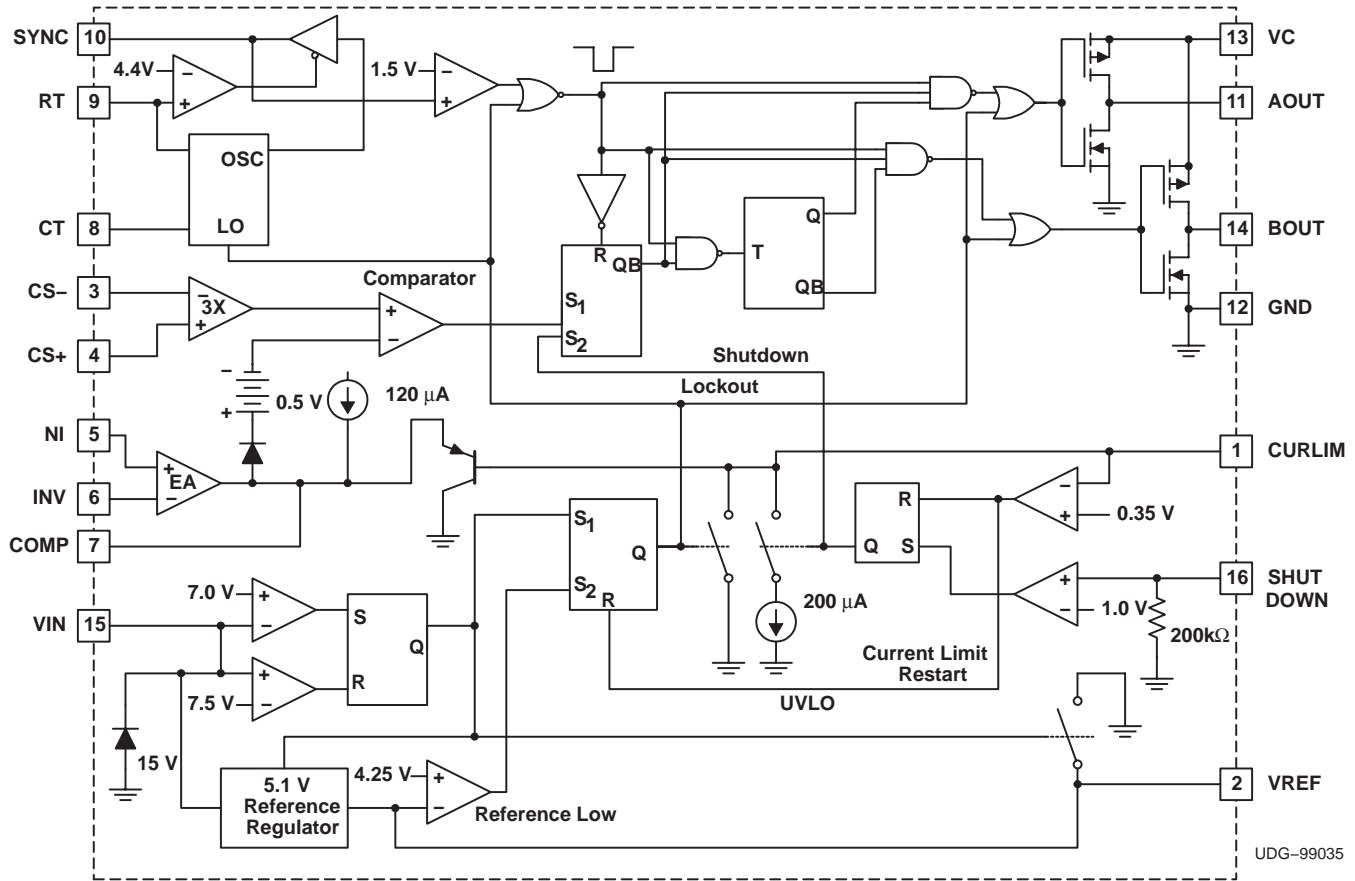 SYNC 10
4.4V
1.5 V
13 VC
RT 9
11 AOUT
OSC
LO
CT 8
Q
14 BOUT
R
QB
T
QB
Comparator
CS– 3
3X
S1
S2
12 GND
CS+ 4
Shutdown
Lockout
0.5 V
120 µA
NI 5
EA
1 CURLIM
INV 6
COMP 7
S1
Q
S2
R
R
Q
S
0.35 V
7.0 V
VIN 15
S
Q
R
7.5 V
200 µA
1.0 V
16 SHUT
DOWN
200kΩ
Current Limit
Restart
UVLO
15 V
5.1 V
Reference
Regulator
4.25 V
Reference Low
2 VREF
UDG–99035